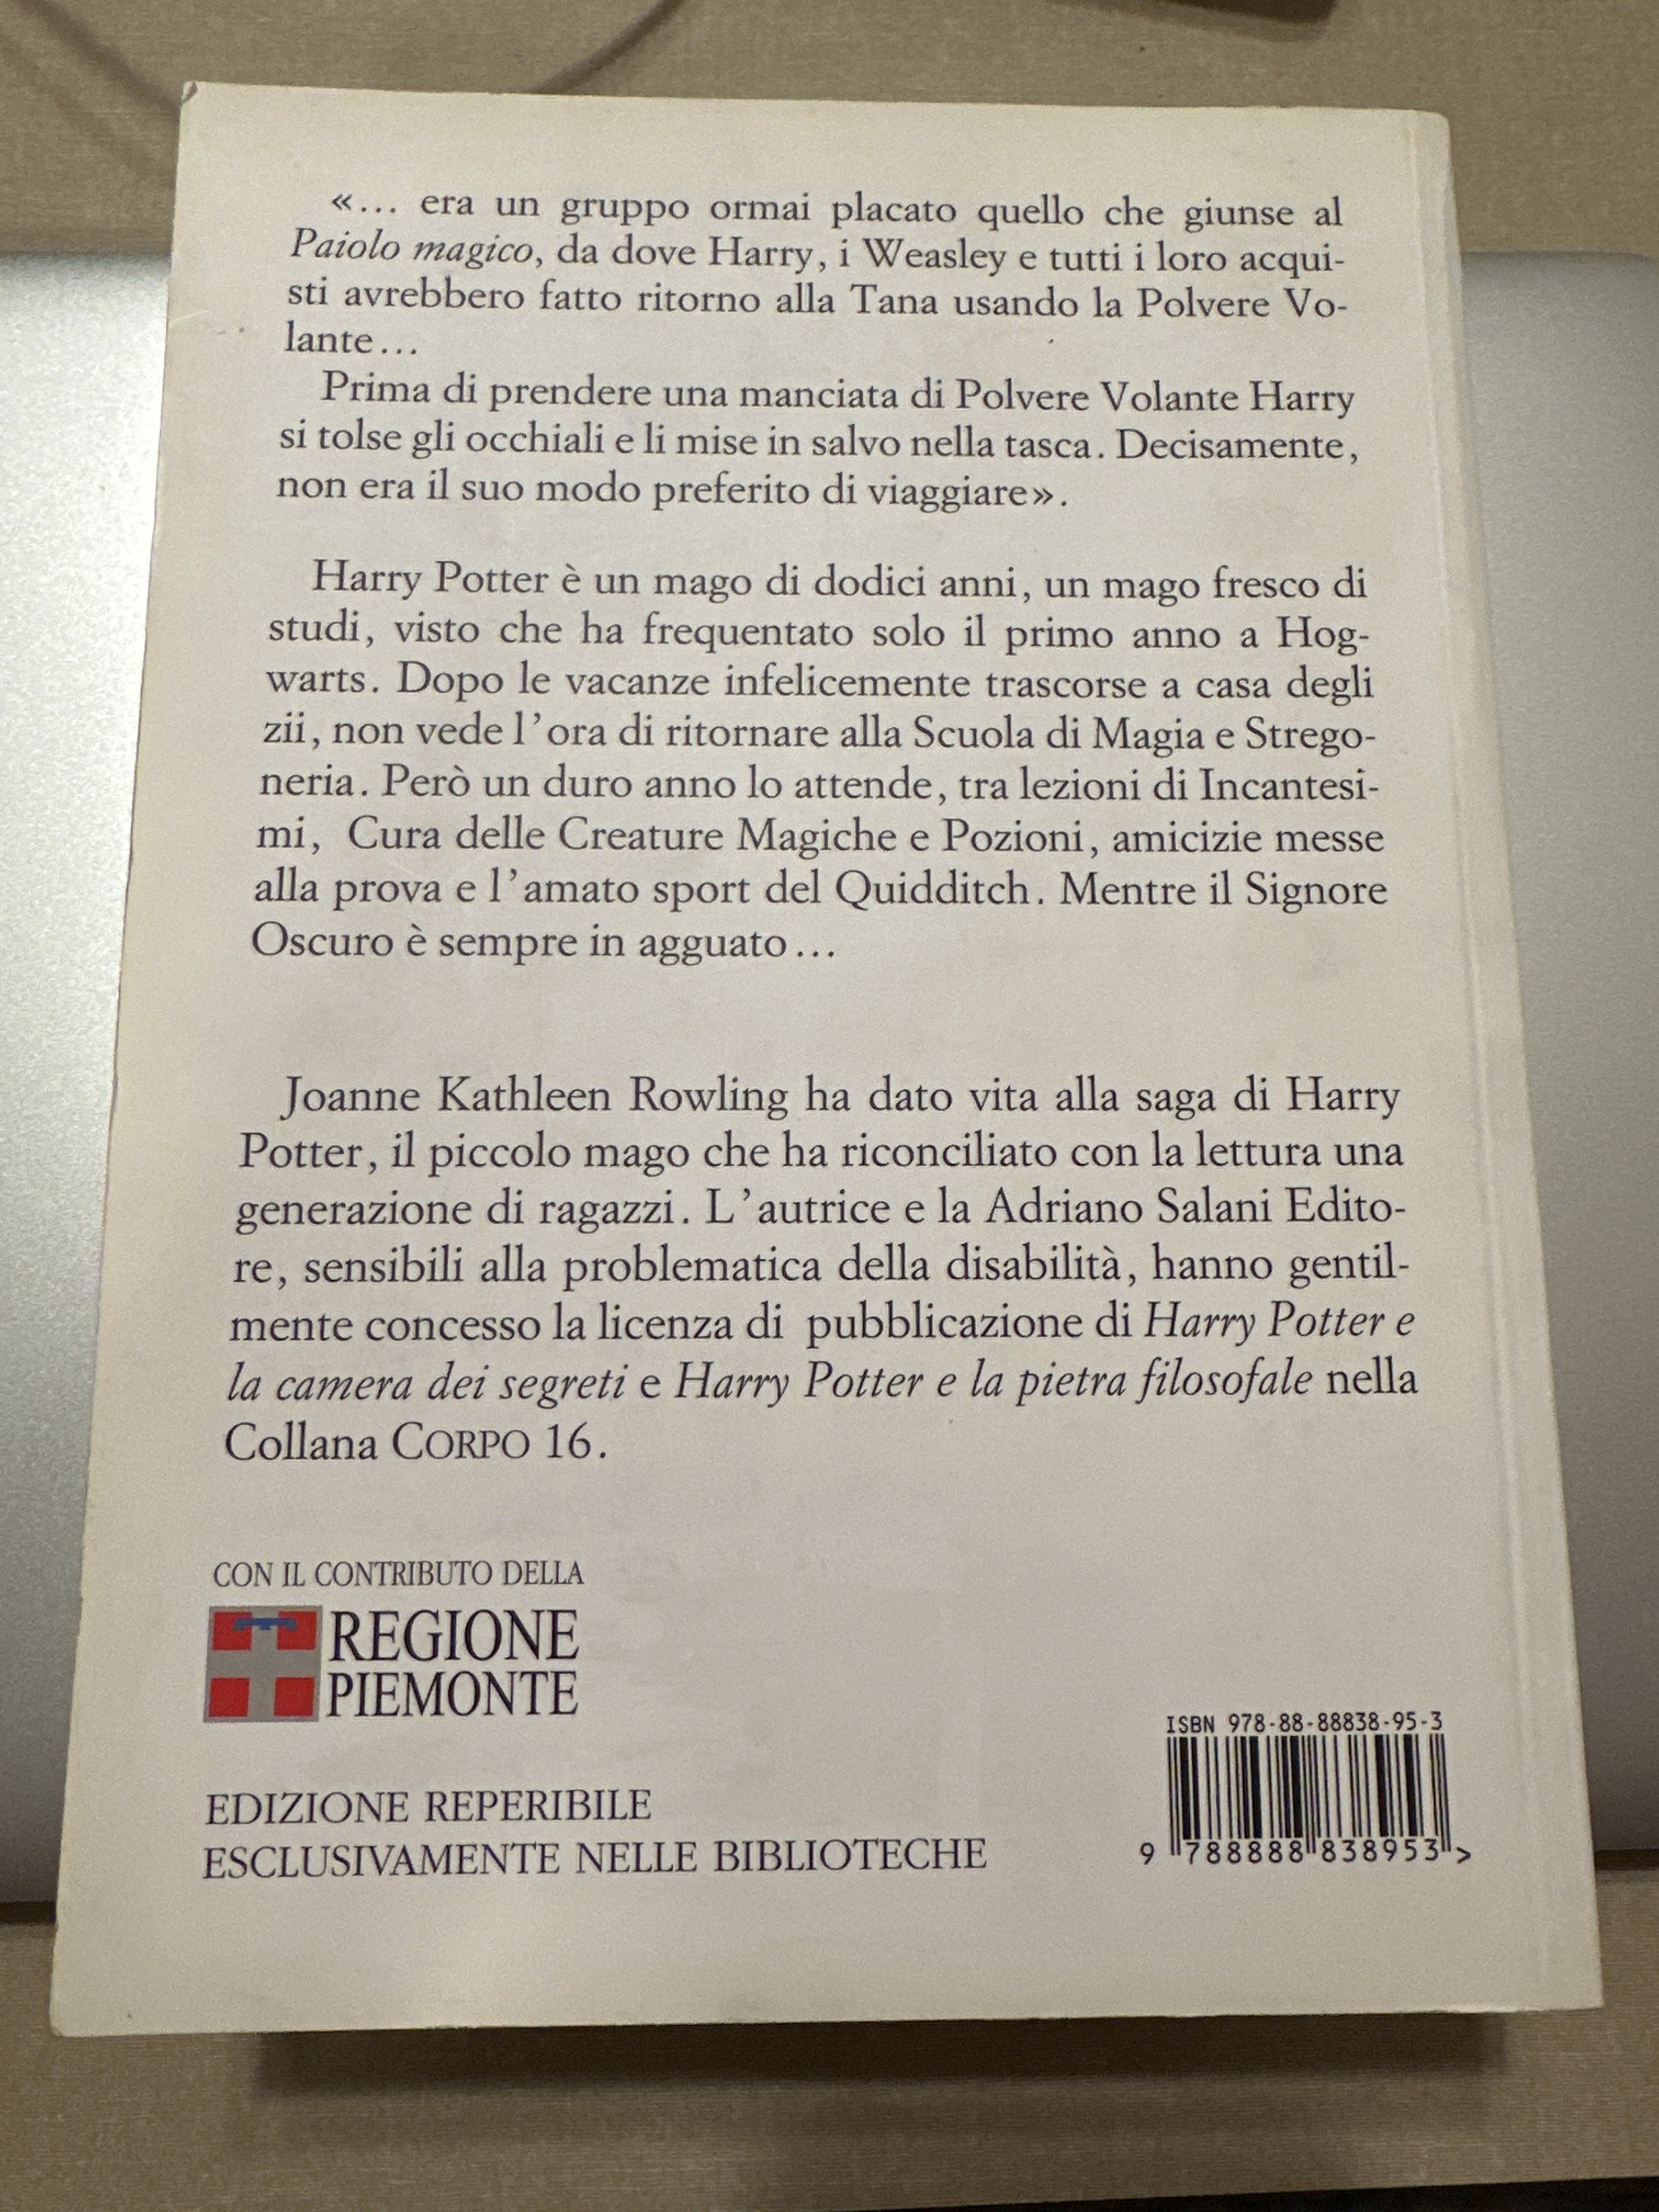 «... era un gruppo ormai placato quello che giunse al
Paiolo magico, da dove Harry, i Weasley e tutti i loro acqui-
sti avrebbero fatto ritorno alla Tana usando la Polvere Vo-
lante...
Prima di prendere una manciata di Polvere Volante Harry
si tolse gli occhiali e li mise in salvo nella tasca. Decisamente,
non era il suo modo preferito di viaggiare».
Harry Potter è un mago di dodici anni, un mago fresco di
studi, visto che ha frequentato solo il primo anno a Hog-
warts. Dopo le vacanze infelicemente trascorse a casa degli
zii, non vede l'ora di ritornare alla Scuola di Magia e Strego-
neria. Però un duro anno lo attende, tra lezioni di Incantesi-
mi, Cura delle Creature Magiche e Pozioni, amicizie messe
alla prova e l'amato sport del Quidditch. Mentre il Signore
Oscuro è sempre in agguato...
Joanne Kathleen Rowling ha dato vita alla saga di Harry
Potter, il piccolo mago che ha riconciliato con la lettura una
generazione di ragazzi. L'autrice e la Adriano Salani Edito-
re, sensibili alla problematica della disabilità, hanno gentil-
mente concesso la licenza di pubblicazione di Harry Potter e
la camera dei segreti e Harry Potter e la pietra filosofale nella
Collana CORPO 16.
CON IL CONTRIBUTO DELLA
REGIONE
PIEMONTE
EDIZIONE REPERIBILE
ESCLUSIVAMENTE NELLE BIBLIOTECHE
ISBN 978-88-88838-95-3
9 788888 838953 >